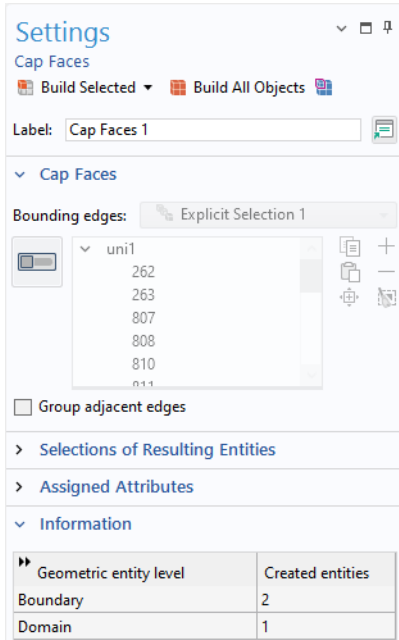 Settings
Cap Faces
Build Selected Build All Objects
Label: Cap Faces 1
Cap Faces
Bounding edges: Explicit Selection 1
uni1
262
263
807
808
810
811
Group adjacent edges
Selections of Resulting Entities
Assigned Attributes
Information
Geometric entity level Created entities
Boundary 2
Domain 1